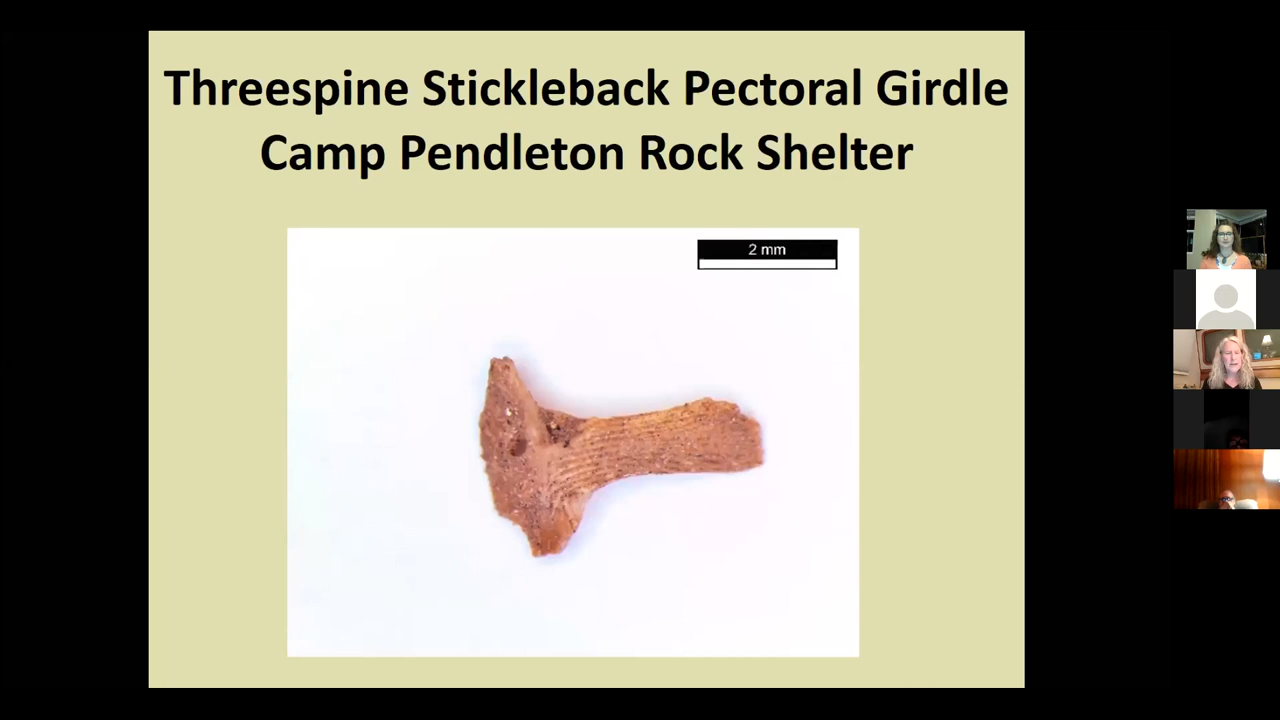 Threespine Stickleback Pectoral Girdle
Camp Pendleton Rock Shelter
2 mm